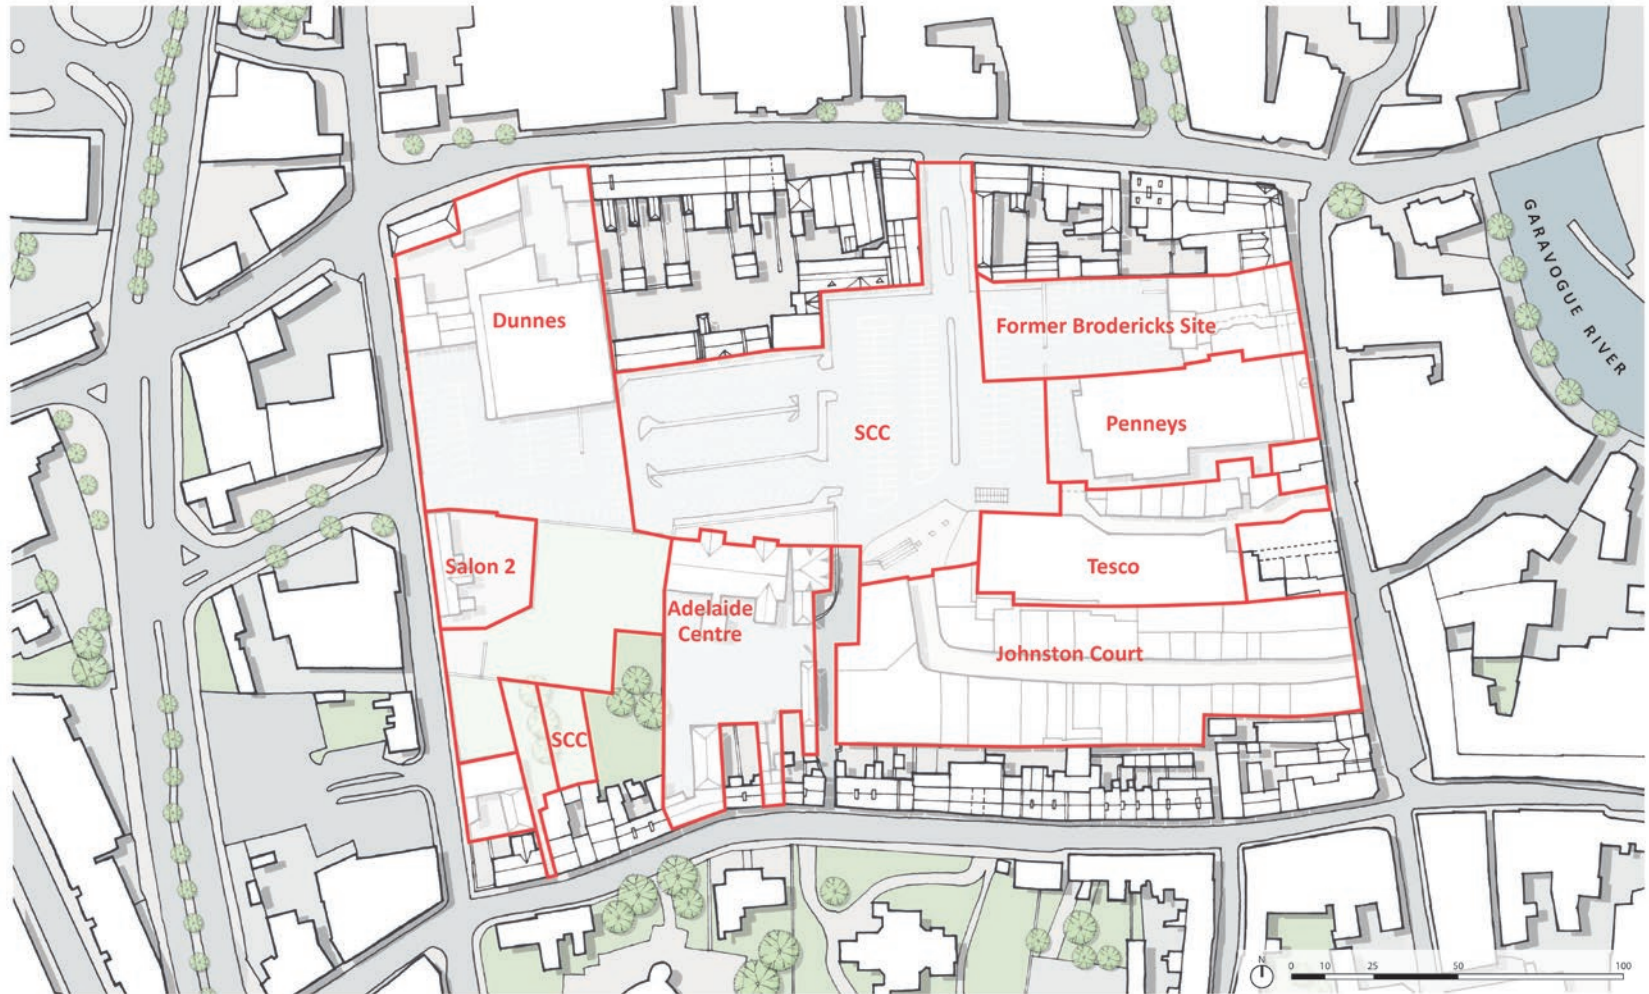 GARAVOGUE RIVER
Dunnes
Former Brodericks Site
Penneys
SCC
Salon 2
Tesco
Adelaide
Centre
Johnston Court
SCC
N
0 10 25 50 100